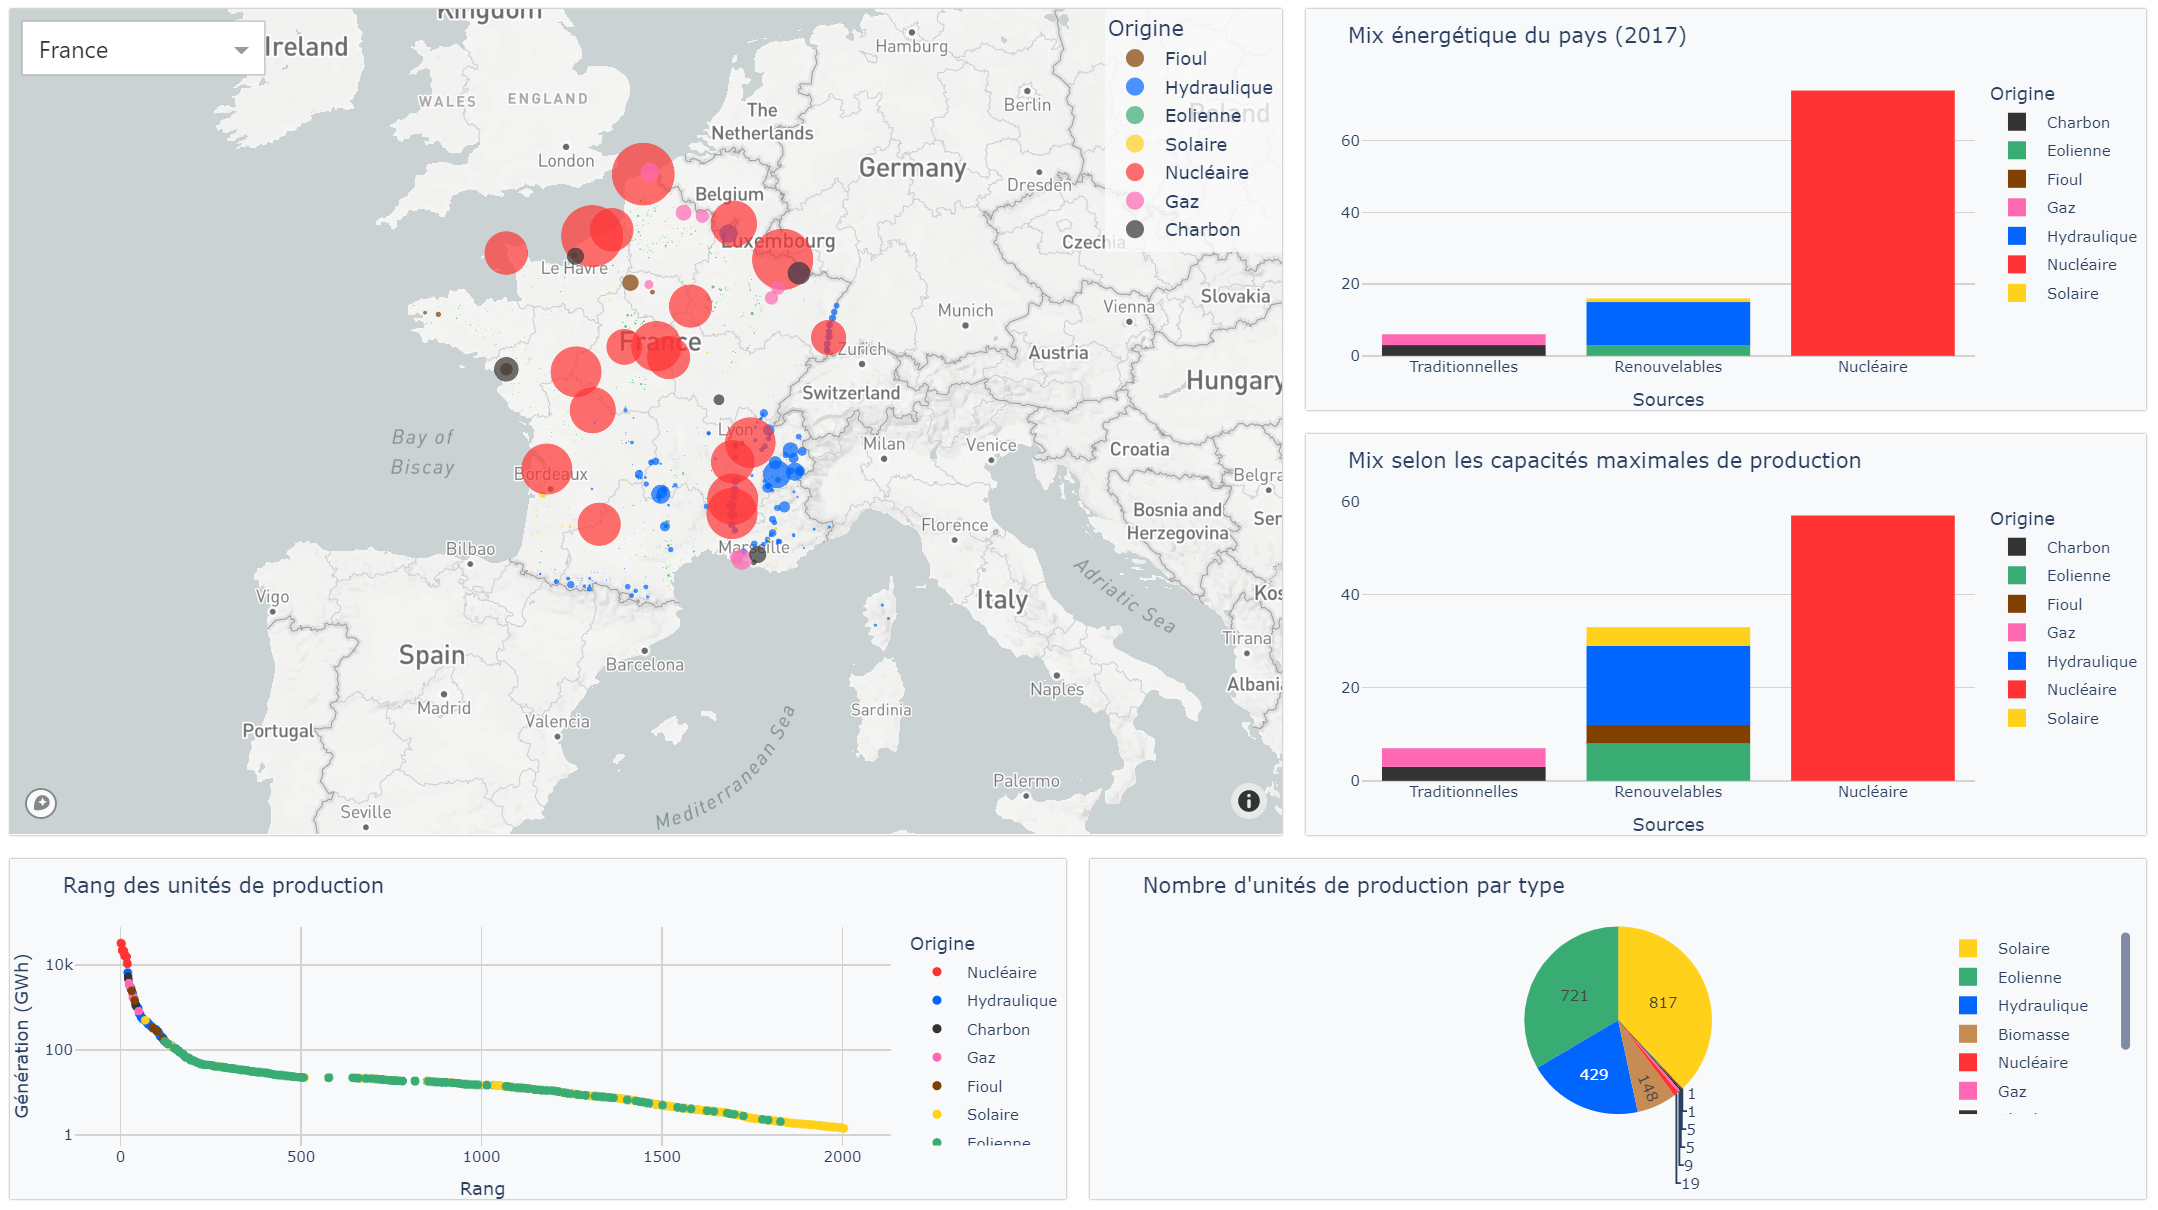 Kingdom
France
Ireland
WALES
ENGLAND
London
The
Netherlands
Hamburg
Berlin
Poland
Germany
Dresden
Belgium
Luxembourg
Czechia
Le Havre
Slovakia
Munich
Vienna
France
Zurich
Austria
Switzerland
Hungary
Lyon
Milan
Venice
Croatia
Bay of
Biscay
Bordeaux
Bosnia and
Herzegovina
Florence
Marseille
Bilbao
Adriatic Sea
Vigo
Italy
Tirana
Spain
Barcelona
Naples
Madrid
Sardinia
Valencia
Portugal
Mediterranean Sea
Palermo
Seville
Origine
Fioul
Hydraulique
Eolienne
Solaire
Nucléaire
Gaz
Charbon
Mix énergétique du pays (2017)
60
40
20
0
Traditionnelles
Renouvelables
Nucléaire
Sources
Origine
Charbon
Eolienne
Fioul
Gaz
Hydraulique
Nucléaire
Solaire
Mix selon les capacités maximales de production
60
40
20
0
Traditionnelles
Renouvelables
Nucléaire
Sources
Origine
Charbon
Eolienne
Fioul
Gaz
Hydraulique
Nucléaire
Solaire
Rang des unités de production
Génération (GWh)
10k
100
1
0
500
1000
1500
2000
Rang
Origine
Nucléaire
Hydraulique
Charbon
Gaz
Fioul
Solaire
Eolienne
Nombre d'unités de production par type
721
817
429
148
1
1
5
5
9
19
Solaire
Eolienne
Hydraulique
Biomasse
Nucléaire
Gaz